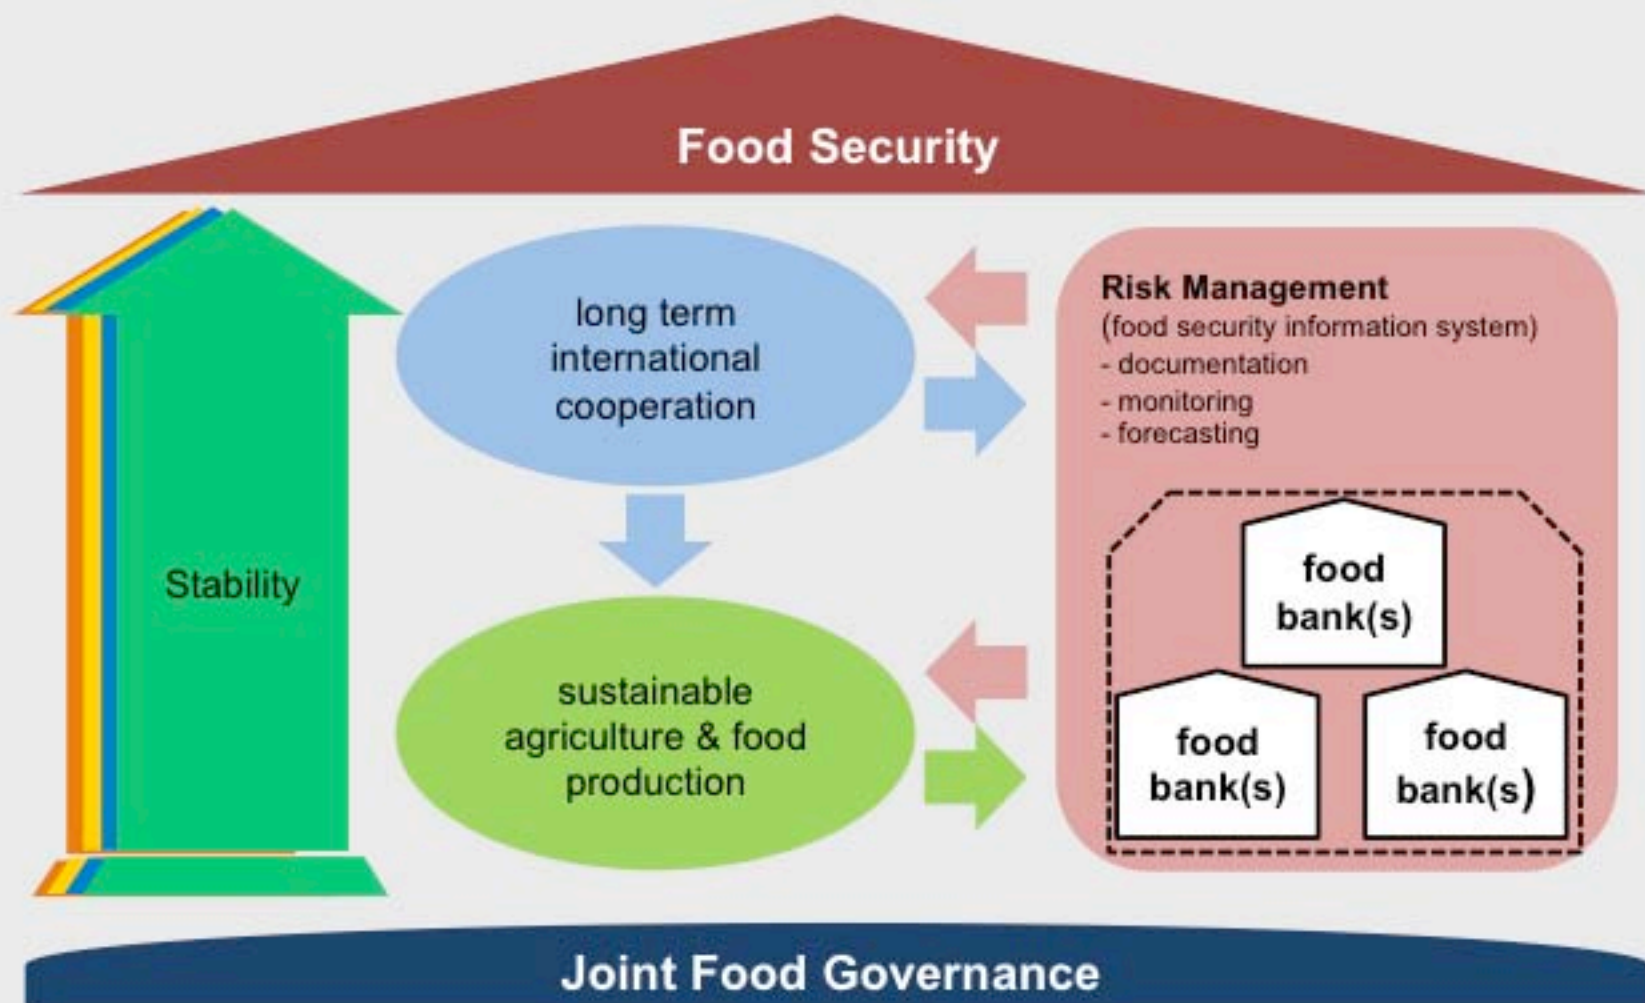 Food Security
Stability
long term
international
cooperation
sustainable
agriculture & food
production
Risk Management
(food security information system)
- documentation
- monitoring
- forecasting
food
bank(s)
food
bank(s)
food
bank(s)
Joint Food Governance